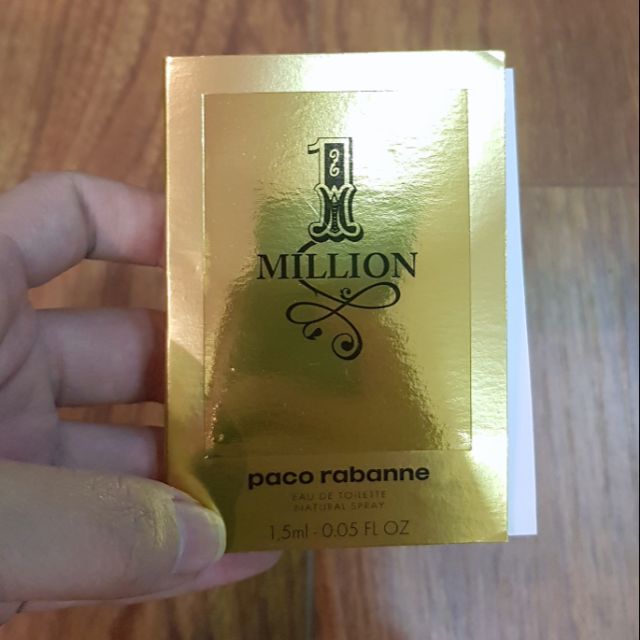 1
MILLION
paco rabanne
EAU DE TOILETTE
NATURAL SPRAY
1,5ml - 0.05 FL OZ